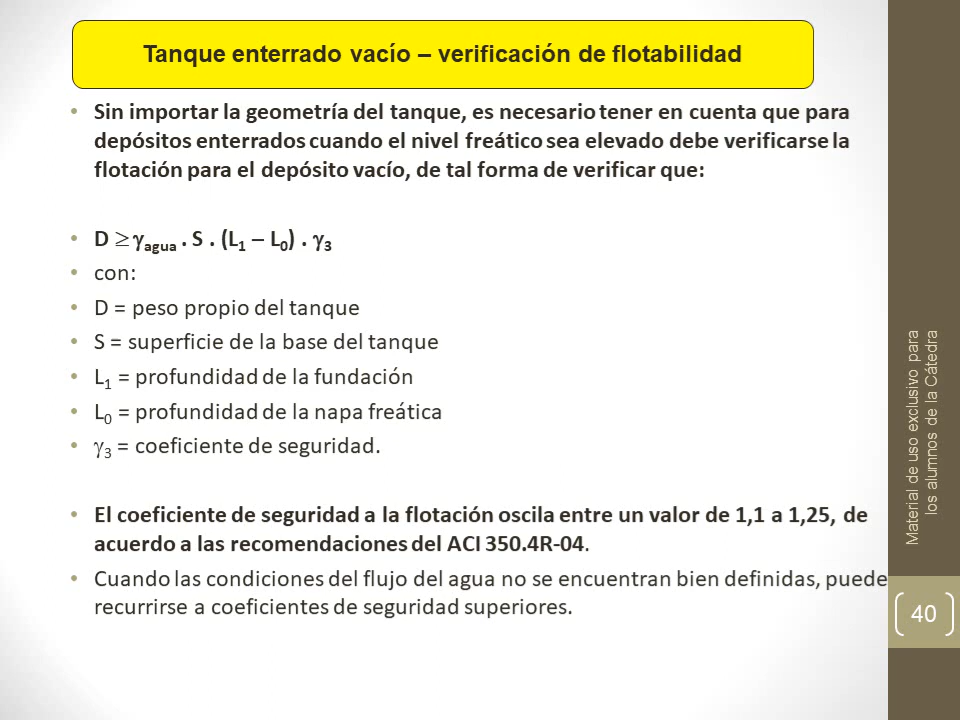 Tanque enterrado vacío – verificación de flotabilidad
• Sin importar la geometría del tanque, es necesario tener en cuenta que para
depósitos enterrados cuando el nivel freático sea elevado debe verificarse la
flotación para el depósito vacío, de tal forma de verificar que:
• D ≥ γagua . S . (L1 – L0) . γ3
• con:
• D = peso propio del tanque
• S = superficie de la base del tanque
• L1 = profundidad de la fundación
• L0 = profundidad de la napa freática
• γ3 = coeficiente de seguridad.
• El coeficiente de seguridad a la flotación oscila entre un valor de 1,1 a 1,25, de
acuerdo a las recomendaciones del ACI 350.4R-04.
• Cuando las condiciones del flujo del agua no se encuentran bien definidas, puede
recurrirse a coeficientes de seguridad superiores.
Material de uso exclusivo para
los alumnos de la Cátedra
40